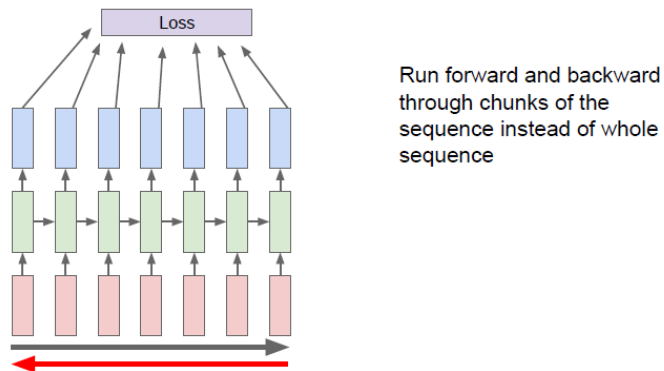 Loss
Run forward and backward
through chunks of the
sequence instead of whole
sequence